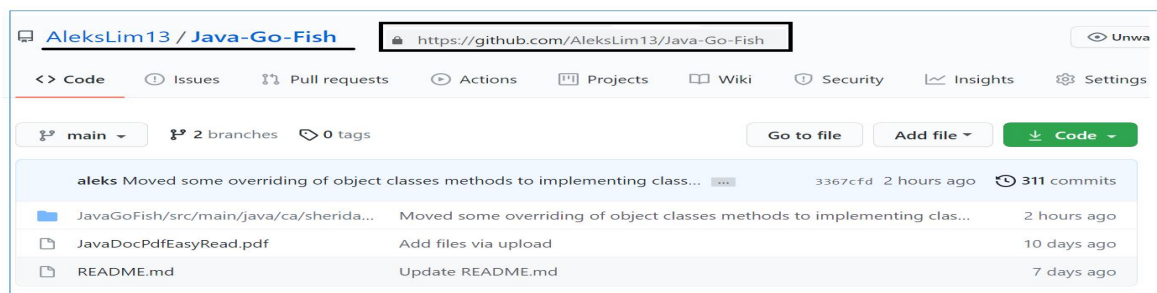 AleksLim13 / Java-Go-Fish https://github.com/AleksLim13/Java-Go-Fish Unwa
<> Code Issues Pull requests Actions Projects Wiki Security Insights Settings
main 2 branches 0 tags Go to file Add file Code
aleks Moved some overriding of object classes methods to implementing class... ... 3367cfd 2 hours ago 311 commits
JavaGoFish/src/main/java/ca/sherida... Moved some overriding of object classes methods to implementing clas... 2 hours ago
JavaDocPdfEasyRead.pdf Add files via upload 10 days ago
README.md Update README.md 7 days ago